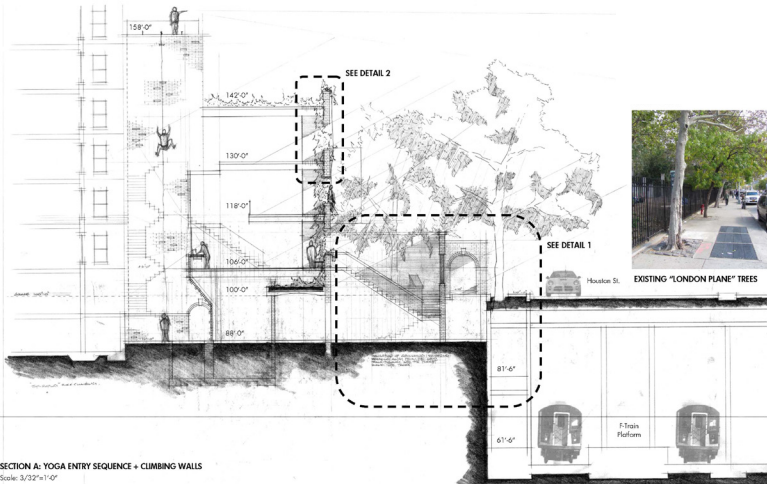 158'-0"
142'-0"
SEE DETAIL 2
130'-0"
118'-0"
SEE DETAIL 1
106'-0"
Houston St.
EXISTING "LONDON PLANE" TREES
100'-0"
88'-0"
81'-6"
F-Train
Platform
61'-6"
SECTION A: YOGA ENTRY SEQUENCE + CLIMBING WALLS
Scale: 3/32"=1'-0"